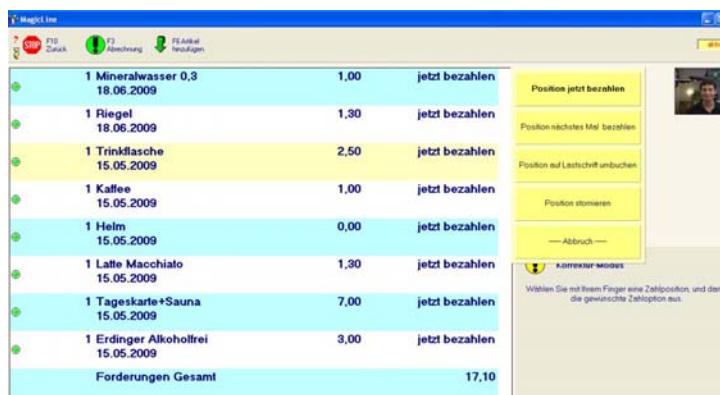 MagicLine
?
8
STOP
F10
Zurück
F3
Abrechnung
F6 Artikel
hinzufügen
1 Mineralwasser 0,3 1,00 jetzt bezahlen
18.06.2009
1 Riegel 1,30 jetzt bezahlen
18.06.2009
1 Trinkflasche 2,50 jetzt bezahlen
15.05.2009
1 Kaffee 1,00 jetzt bezahlen
15.05.2009
1 Helm 0,00 jetzt bezahlen
15.05.2009
1 Latte Macchiato 1,30 jetzt bezahlen
15.05.2009
1 Tageskarte+Sauna 7,00 jetzt bezahlen
15.05.2009
1 Erdinger Alkoholfrei 3,00 jetzt bezahlen
15.05.2009
Forderungen Gesamt 17,10
Position jetzt bezahlen
Position nächstes Mal bezahlen
Position auf Lastschrift umbuchen
Position stornieren
---- Abbruch ----
Korrektur-Modus
Wählen Sie mit Ihrem Finger eine Zahlposition, und dan
die gewünschte Zahloption aus.